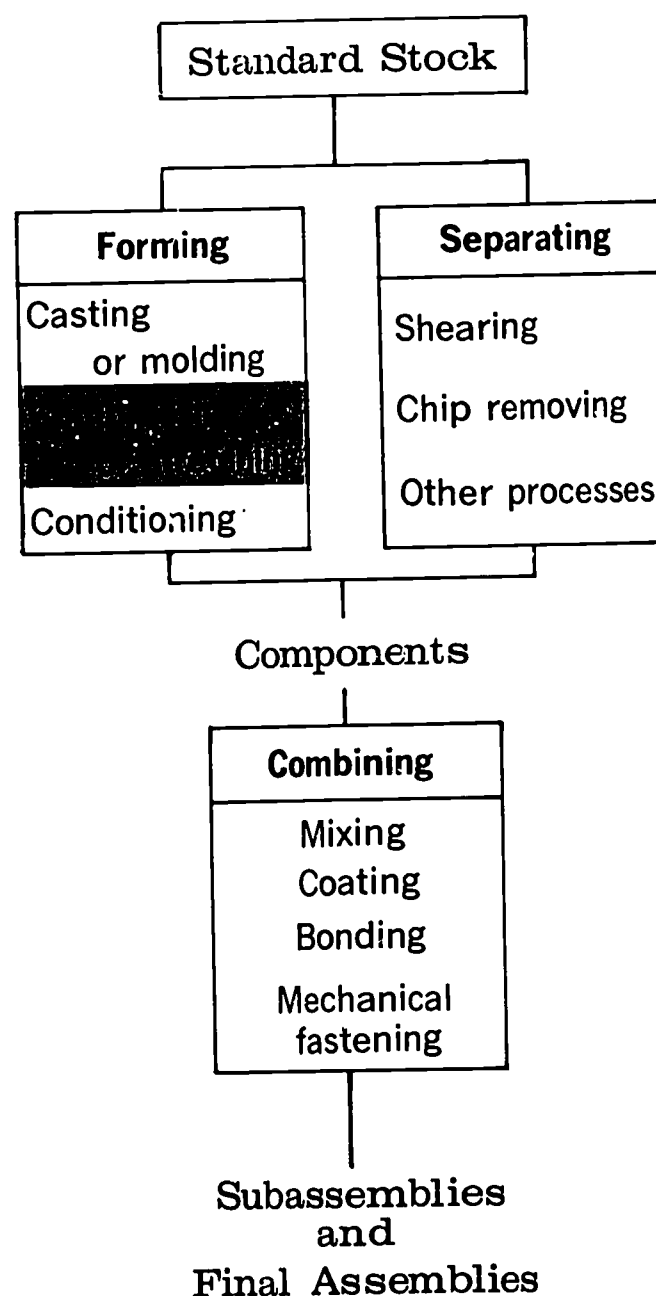 Standard Stock
Forming
Casting
or molding
Conditioning
Separating
Shearing
Chip removing
Other processes
Components
Combining
Mixing
Coating
Bonding
Mechanical
fastening
Subassemblies
and
Final Assemblies